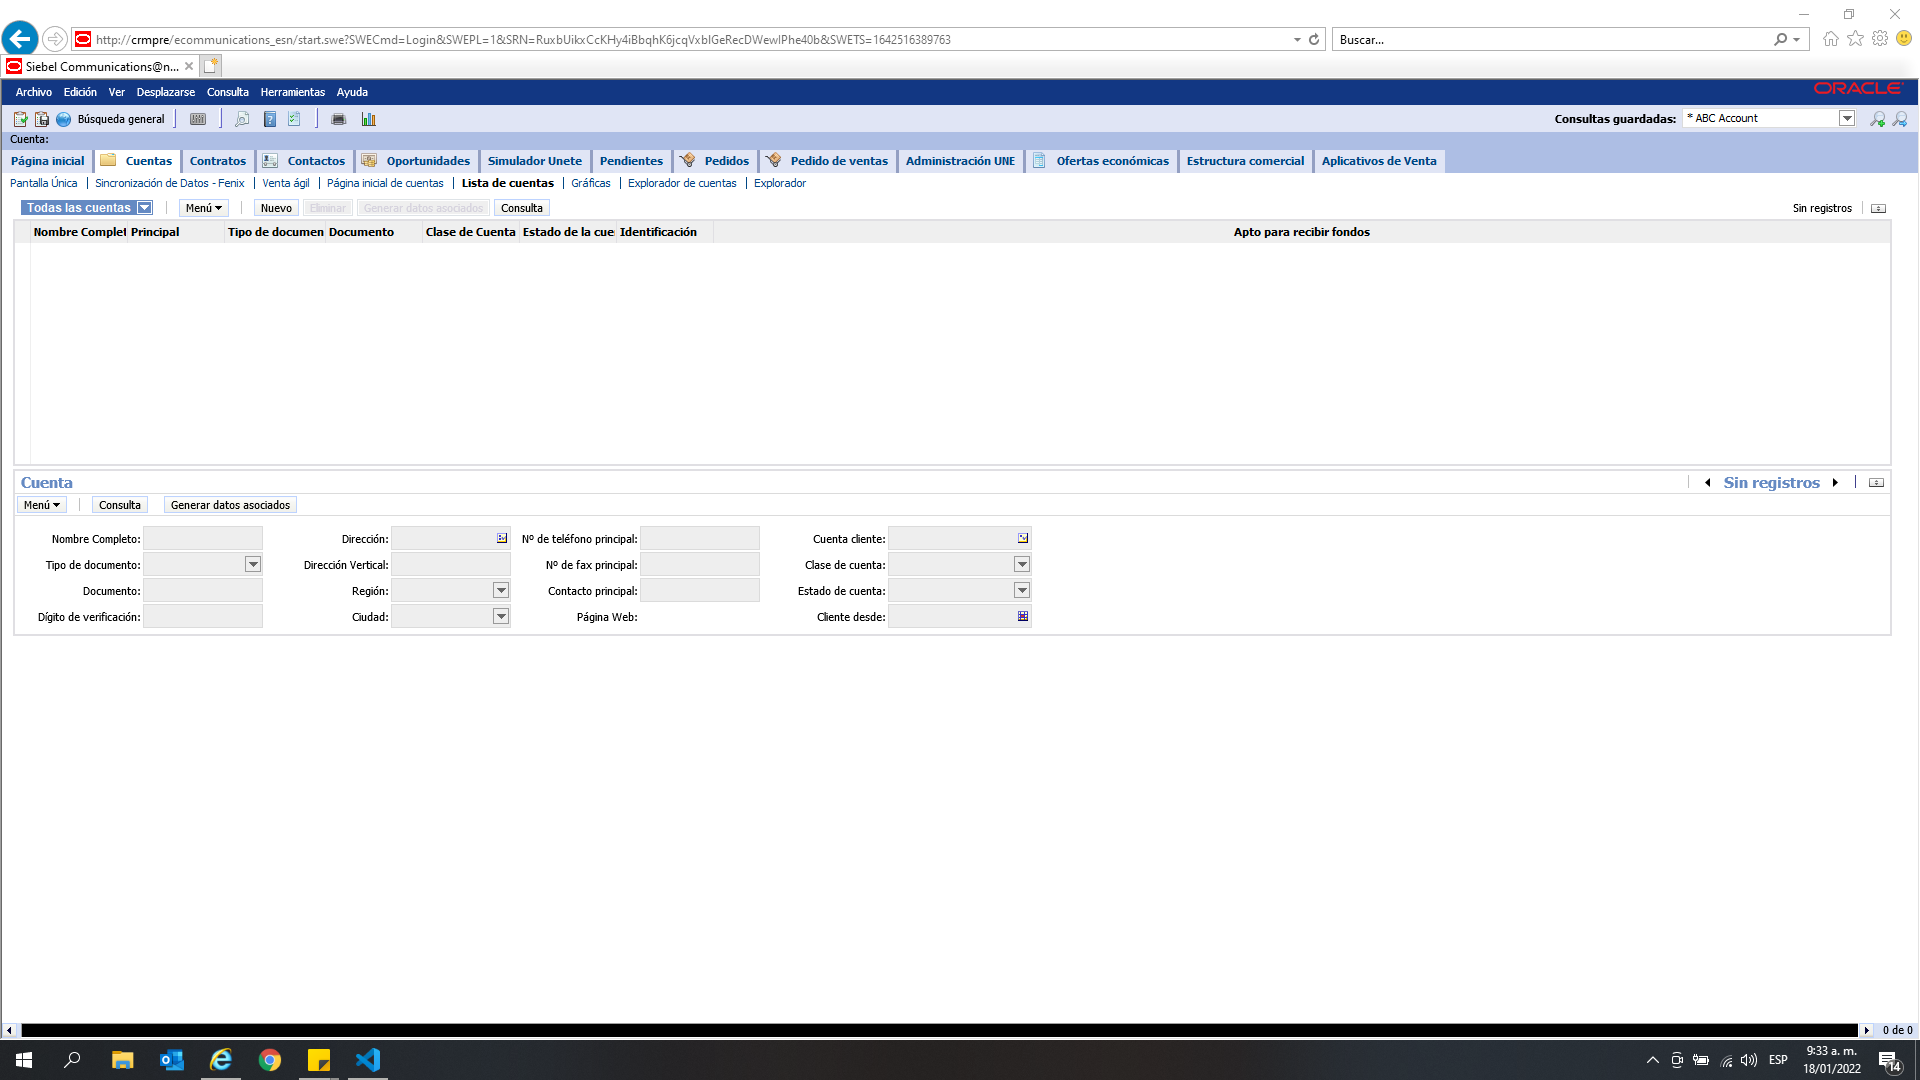 http://crmpre/ecommunications_esn/start.swe?SWECmd=Login&SWEPL=1&SRN=RuxbUikxCcKHy4iBbqhK6jcqVxbIGeRecDWewIPhe40b&SWETS=1642516389763
Buscar...
Siebel Communications@n...
Archivo Edición Ver Desplazarse Consulta Herramientas Ayuda
ORACLE
Búsqueda general
Consultas guardadas: * ABC Account
Cuenta:
Página inicial Cuentas Contratos Contactos Oportunidades Simulador Unete Pendientes Pedidos Pedido de ventas Administración UNE Ofertas económicas Estructura comercial Aplicativos de Venta
Pantalla Única Sincronización de Datos - Fenix Venta ágil Página inicial de cuentas Lista de cuentas Gráficas Explorador de cuentas Explorador
Todas las cuentas Menú Nuevo Eliminar Generar datos asociados Consulta Sin registros
Nombre Complet Principal Tipo de documen Documento Clase de Cuenta Estado de la cue Identificación Apto para recibir fondos
Cuenta Sin registros
Menú Consulta Generar datos asociados
Nombre Completo: Dirección: Nº de teléfono principal: Cuenta cliente:
Tipo de documento: Dirección Vertical: Nº de fax principal: Clase de cuenta:
Documento: Región: Contacto principal: Estado de cuenta:
Dígito de verificación: Ciudad: Página Web: Cliente desde:
0 de 0
ESP
9:33 a. m.
18/01/2022
14